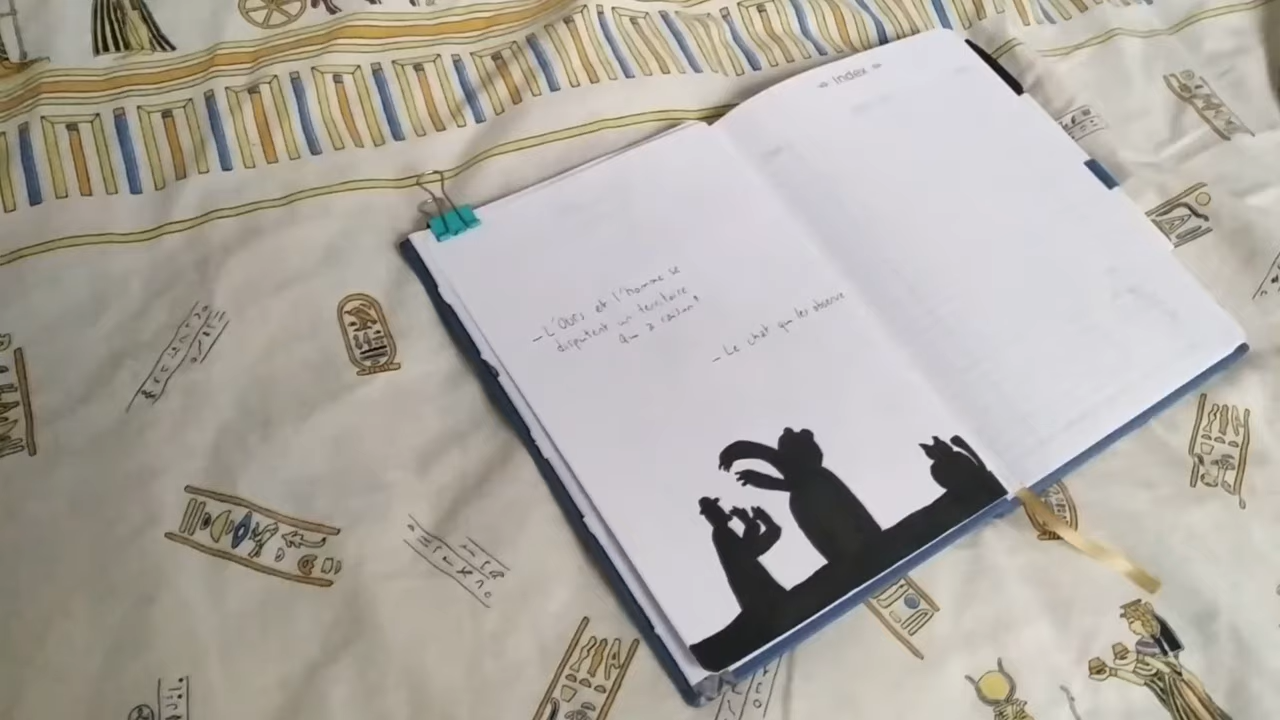 - L'Ours et l'homme se
disputent un territoire
qui a raison?
- Le chat qui les observe
Index